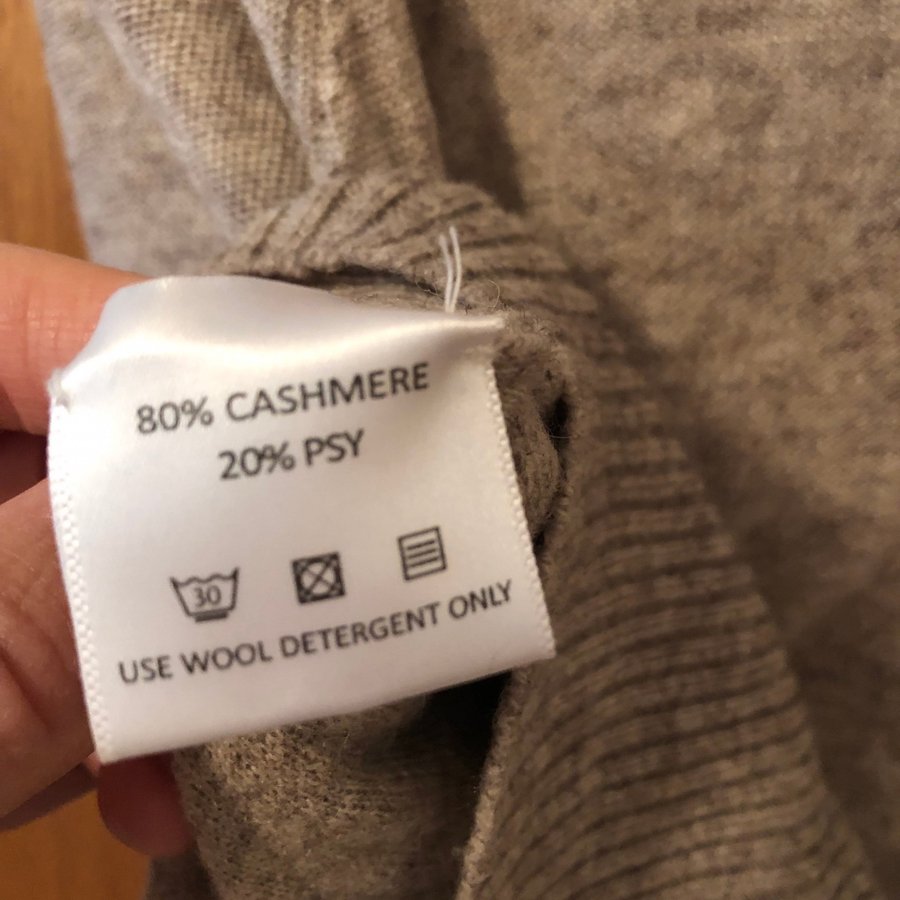 80% CASHMERE
20% PSY
30
USE WOOL DETERGENT ONLY